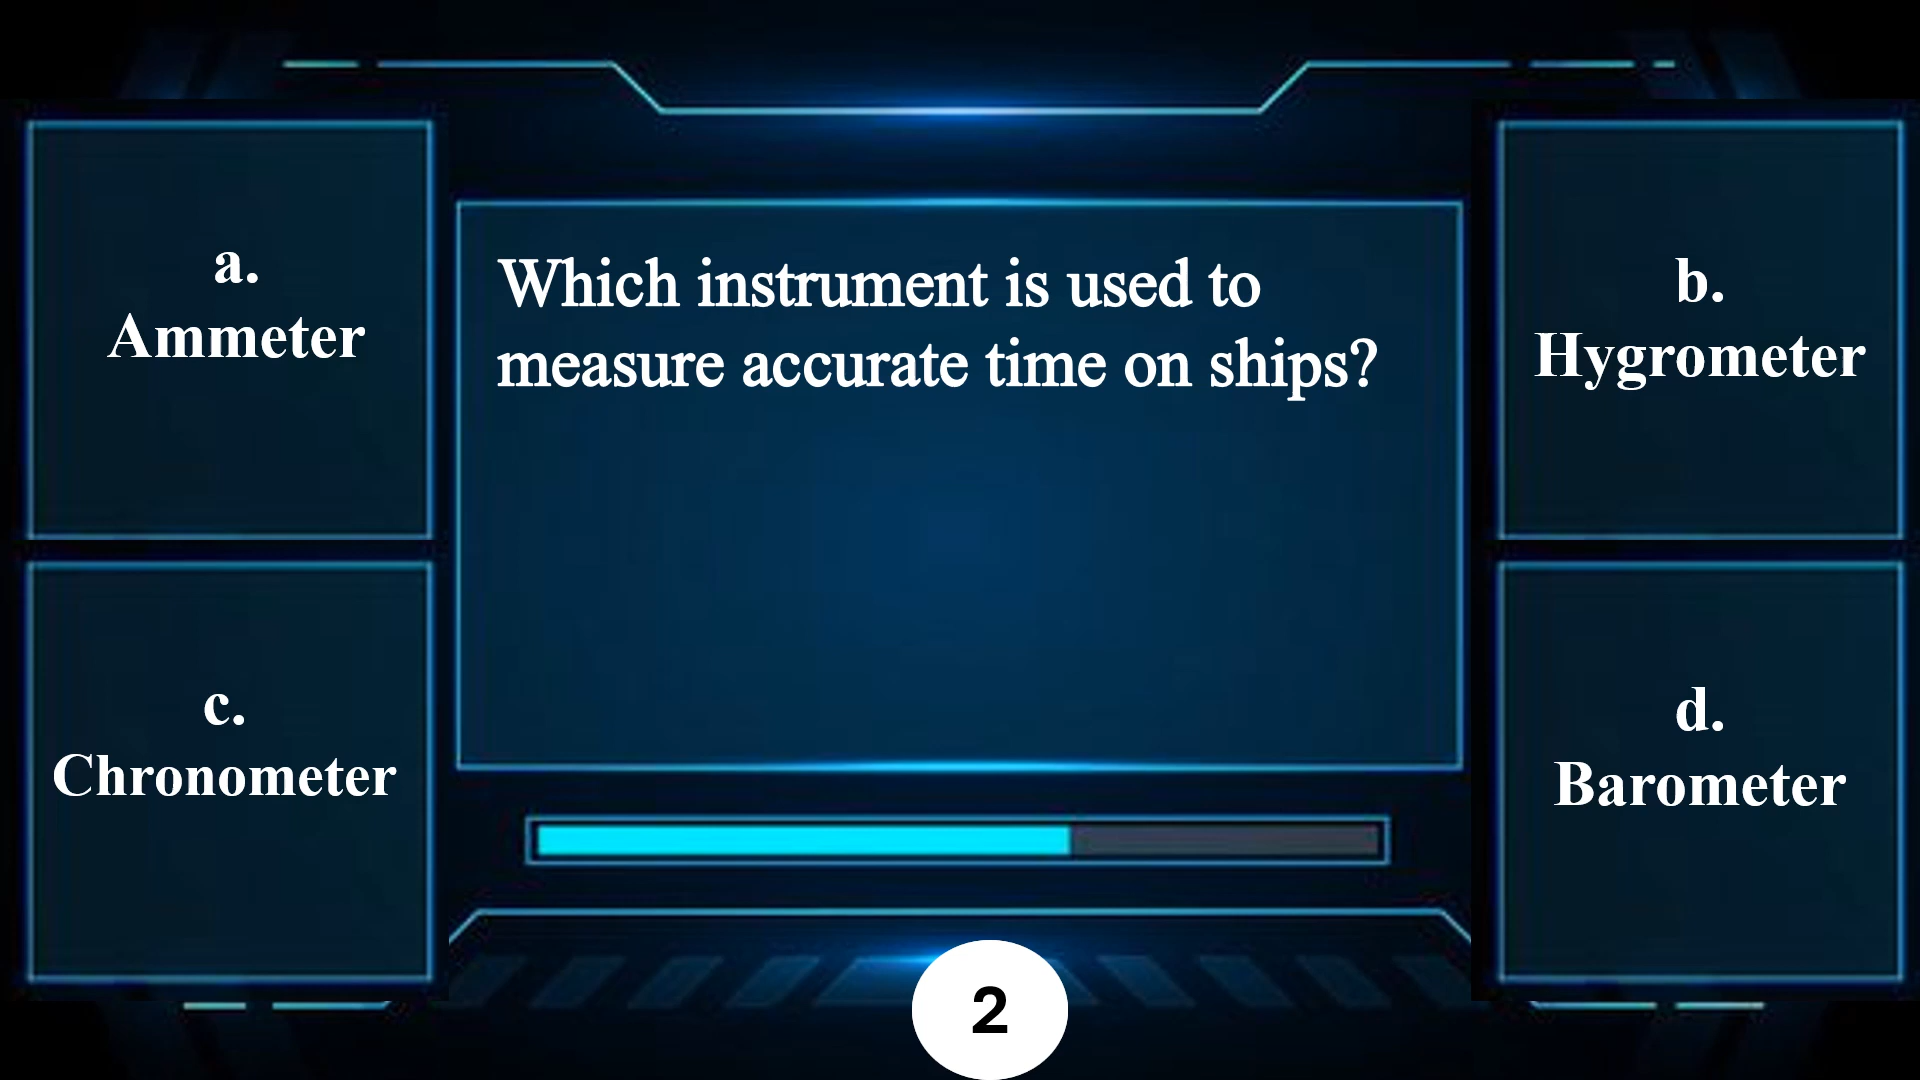 Which instrument is used to
measure accurate time on ships?
a.
Ammeter
b.
Hygrometer
c.
Chronometer
d.
Barometer
2